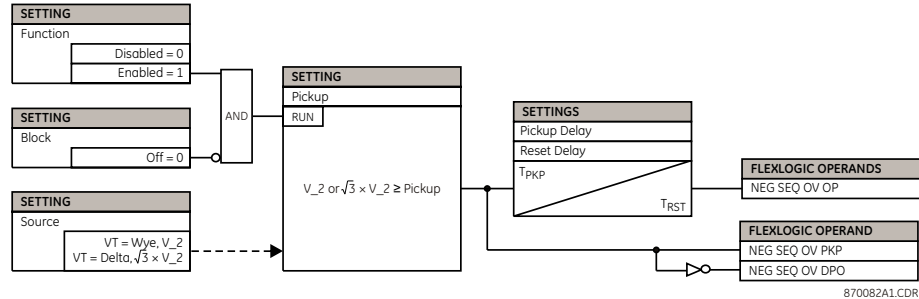 SETTING
Function
Disabled = 0
Enabled = 1
SETTING
Block
Off = 0
SETTING
Source
VT = Wye, V_2
VT = Delta, √3 × V_2
AND
SETTING
Pickup
RUN
V_2 or √3 × V_2 ≥ Pickup
SETTINGS
Pickup Delay
Reset Delay
TPKP
TRST
FLEXLOGIC OPERANDS
NEG SEQ OV OP
FLEXLOGIC OPERAND
NEG SEQ OV PKP
NEG SEQ OV DPO
870082A1.CDR